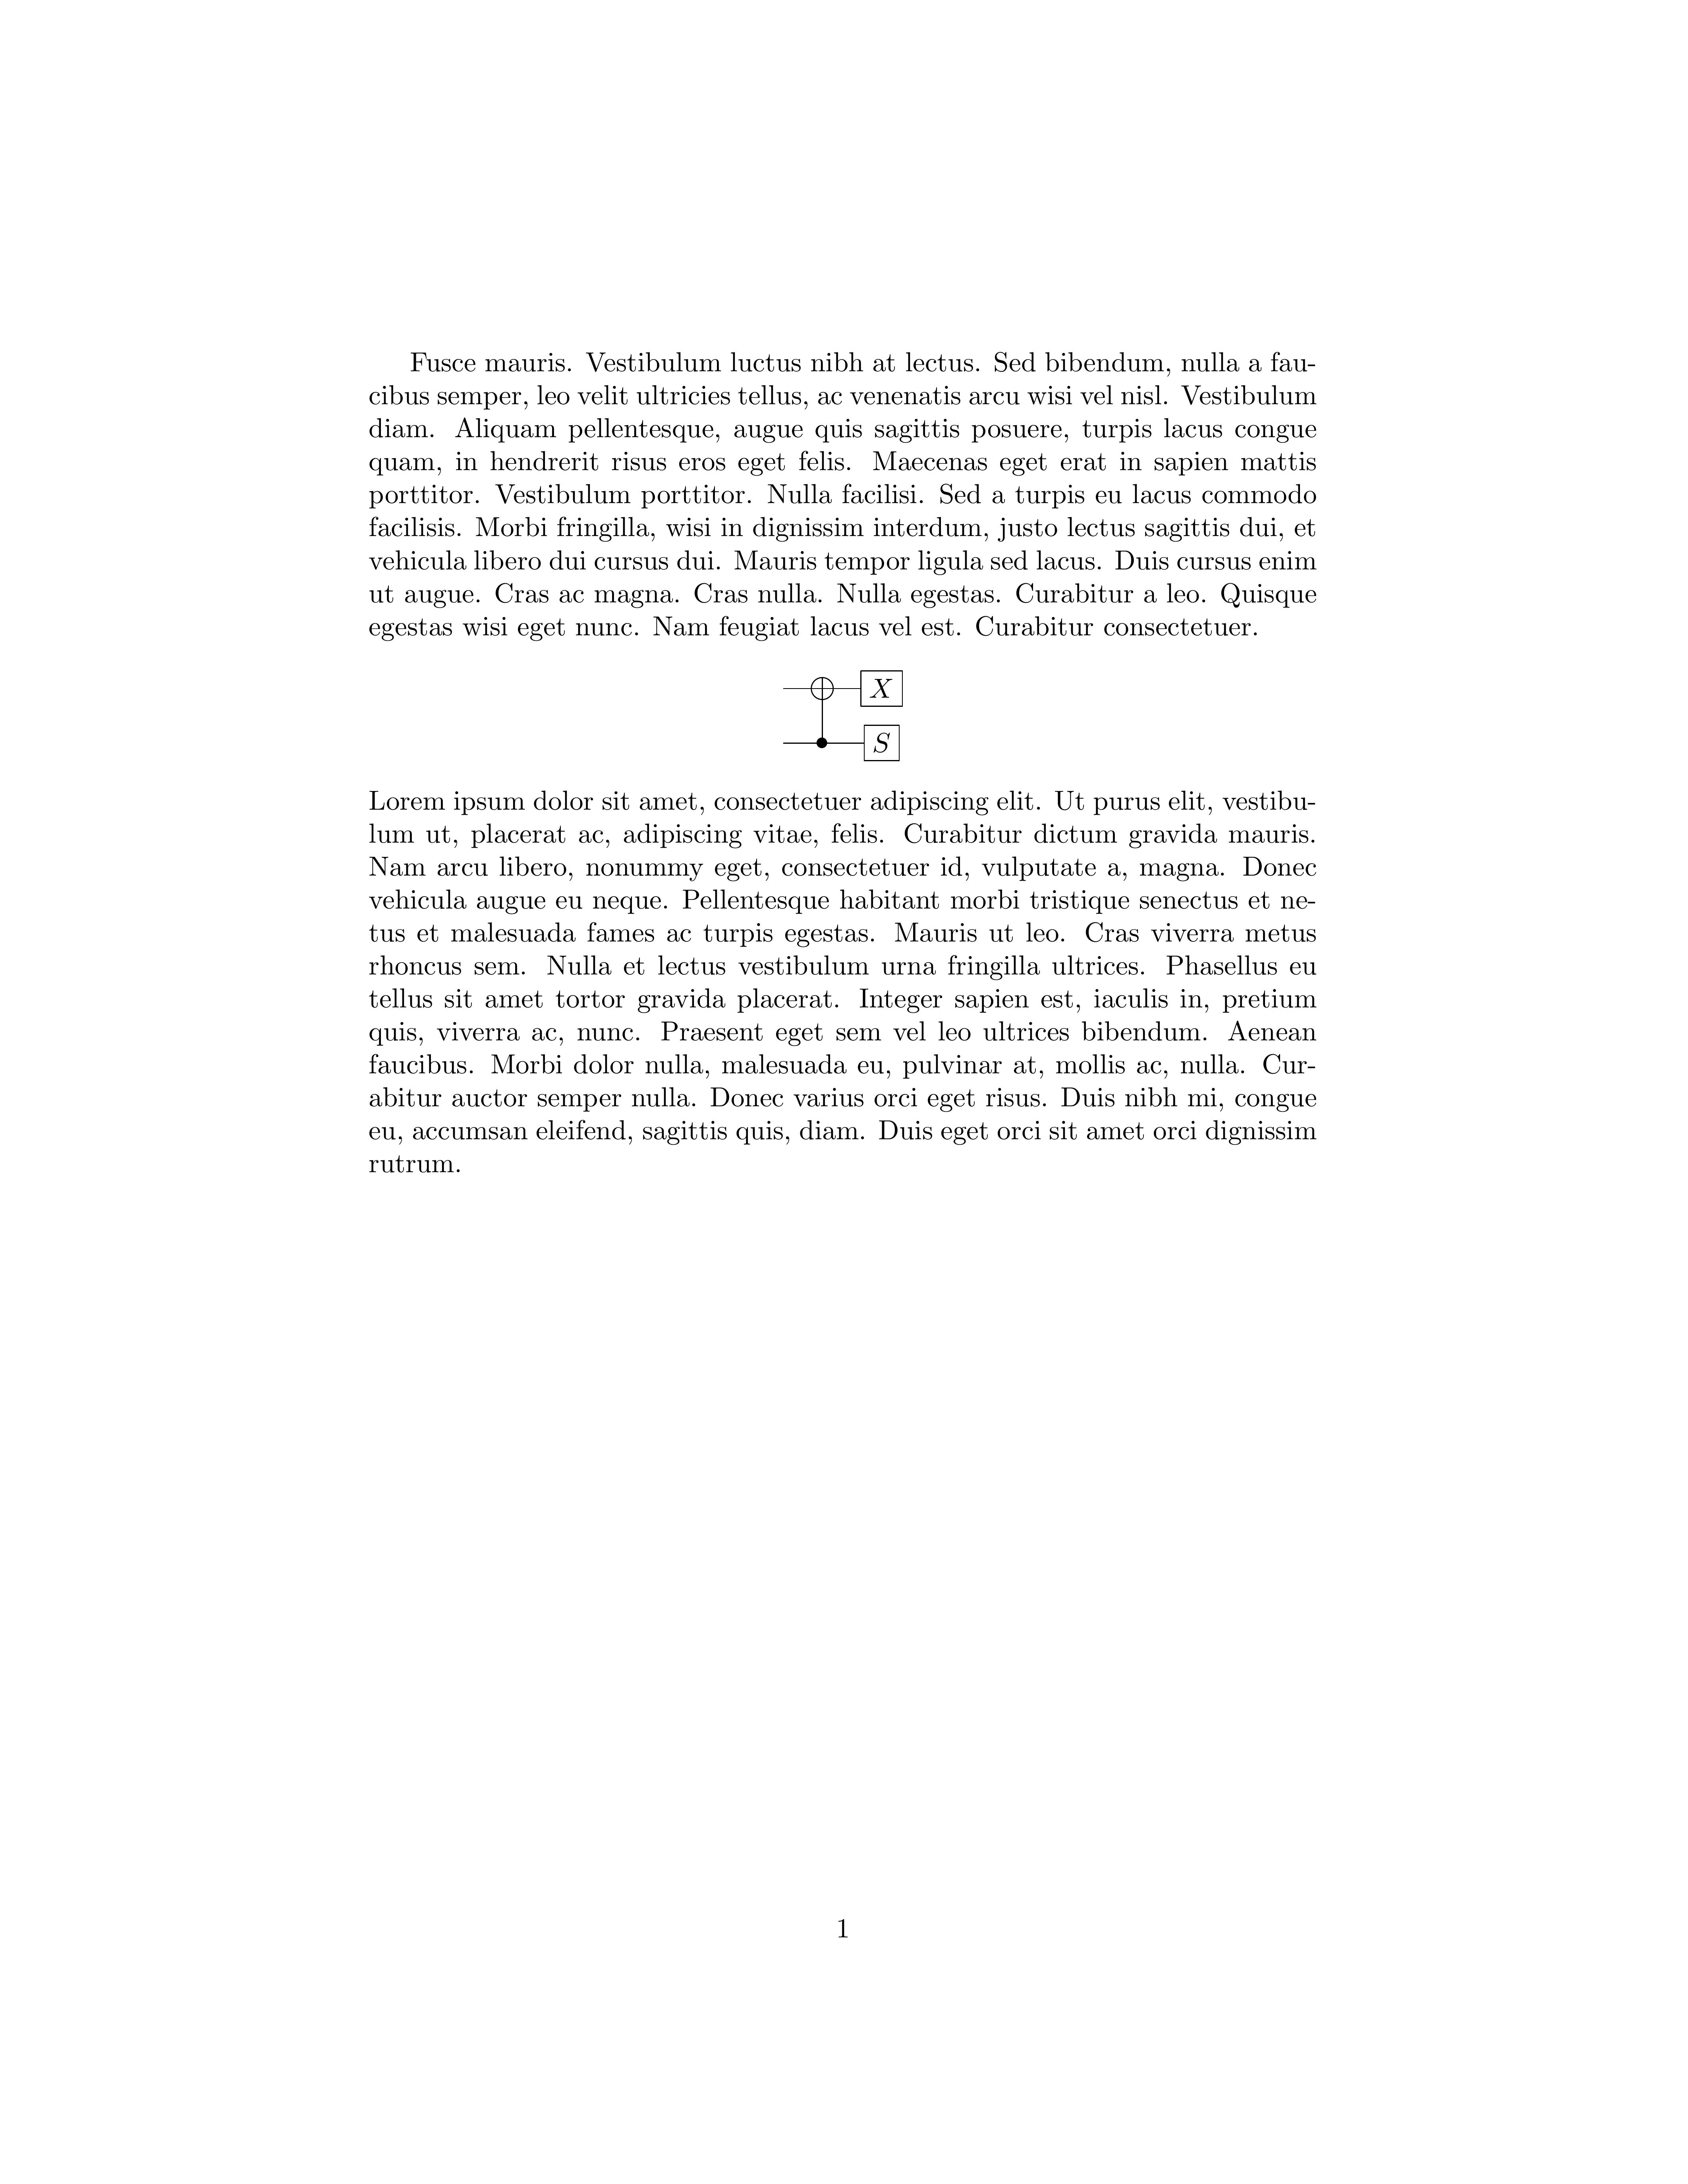 Fusce mauris. Vestibulum luctus nibh at lectus. Sed bibendum, nulla a fau-
cibus semper, leo velit ultricies tellus, ac venenatis arcu wisi vel nisl. Vestibulum
diam. Aliquam pellentesque, augue quis sagittis posuere, turpis lacus congue
quam, in hendrerit risus eros eget felis. Maecenas eget erat in sapien mattis
porttitor. Vestibulum porttitor. Nulla facilisi. Sed a turpis eu lacus commodo
facilisis. Morbi fringilla, wisi in dignissim interdum, justo lectus sagittis dui, et
vehicula libero dui cursus dui. Mauris tempor ligula sed lacus. Duis cursus enim
ut augue. Cras ac magna. Cras nulla. Nulla egestas. Curabitur a leo. Quisque
egestas wisi eget nunc. Nam feugiat lacus vel est. Curabitur consectetuer.
X
S
Lorem ipsum dolor sit amet, consectetuer adipiscing elit. Ut purus elit, vestibu-
lum ut, placerat ac, adipiscing vitae, felis. Curabitur dictum gravida mauris.
Nam arcu libero, nonummy eget, consectetuer id, vulputate a, magna. Donec
vehicula augue eu neque. Pellentesque habitant morbi tristique senectus et ne-
tus et malesuada fames ac turpis egestas. Mauris ut leo. Cras viverra metus
rhoncus sem. Nulla et lectus vestibulum urna fringilla ultrices. Phasellus eu
tellus sit amet tortor gravida placerat. Integer sapien est, iaculis in, pretium
quis, viverra ac, nunc. Praesent eget sem vel leo ultrices bibendum. Aenean
faucibus. Morbi dolor nulla, malesuada eu, pulvinar at, mollis ac, nulla. Cur-
abitur auctor semper nulla. Donec varius orci eget risus. Duis nibh mi, congue
eu, accumsan eleifend, sagittis quis, diam. Duis eget orci sit amet orci dignissim
rutrum.
1